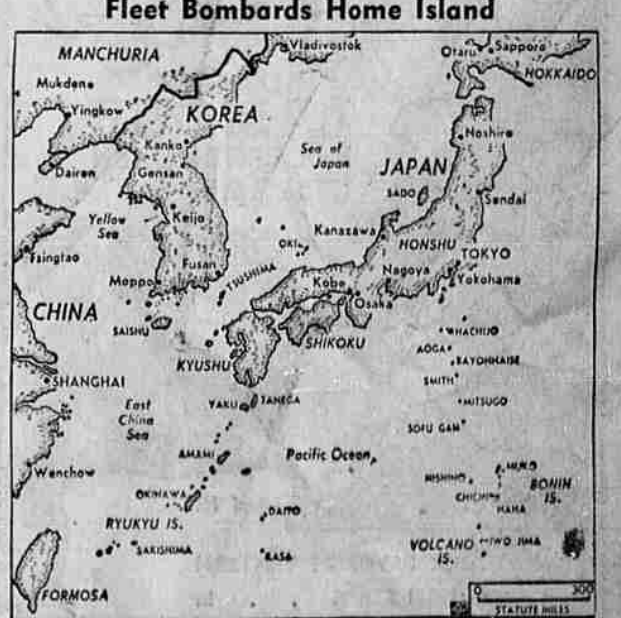 Fleet Bombards Home Island
MANCHURIA
Vladivostok
Otaru
Sapporo
HOKKAIDO
Mukden
Yingkow
KOREA
Noshiro
Kanko
Sea of
Japan
JAPAN
Dairen
Gensan
SADO
Sendai
Yellow
Sea
Keijo
Kanazawa
OKI
HONSHU
Tsingtao
Fusan
TSUSHIMA
TOKYO
Moppo
Kobe
Nagoya
Yokohama
Osaka
CHINA
SAISHU
HACHIJO
SHIKOKU
AOGA
KYUSHU
BAYONNAISE
SMITH
SHANGHAI
YAKU
TANEGA
MITSUGO
East
China
Sea
SOFU GAN
AMAMI
Pacific Ocean
Wenchow
MUKO
NISHINO
BONIN
IS.
OKINAWA
CHICHI
HAHA
DAITO
RYUKYU IS.
SAKISHIMA
RASA
VOLCANO
IS.
IWO JIMA
FORMOSA
0 300
STATUTE MILES